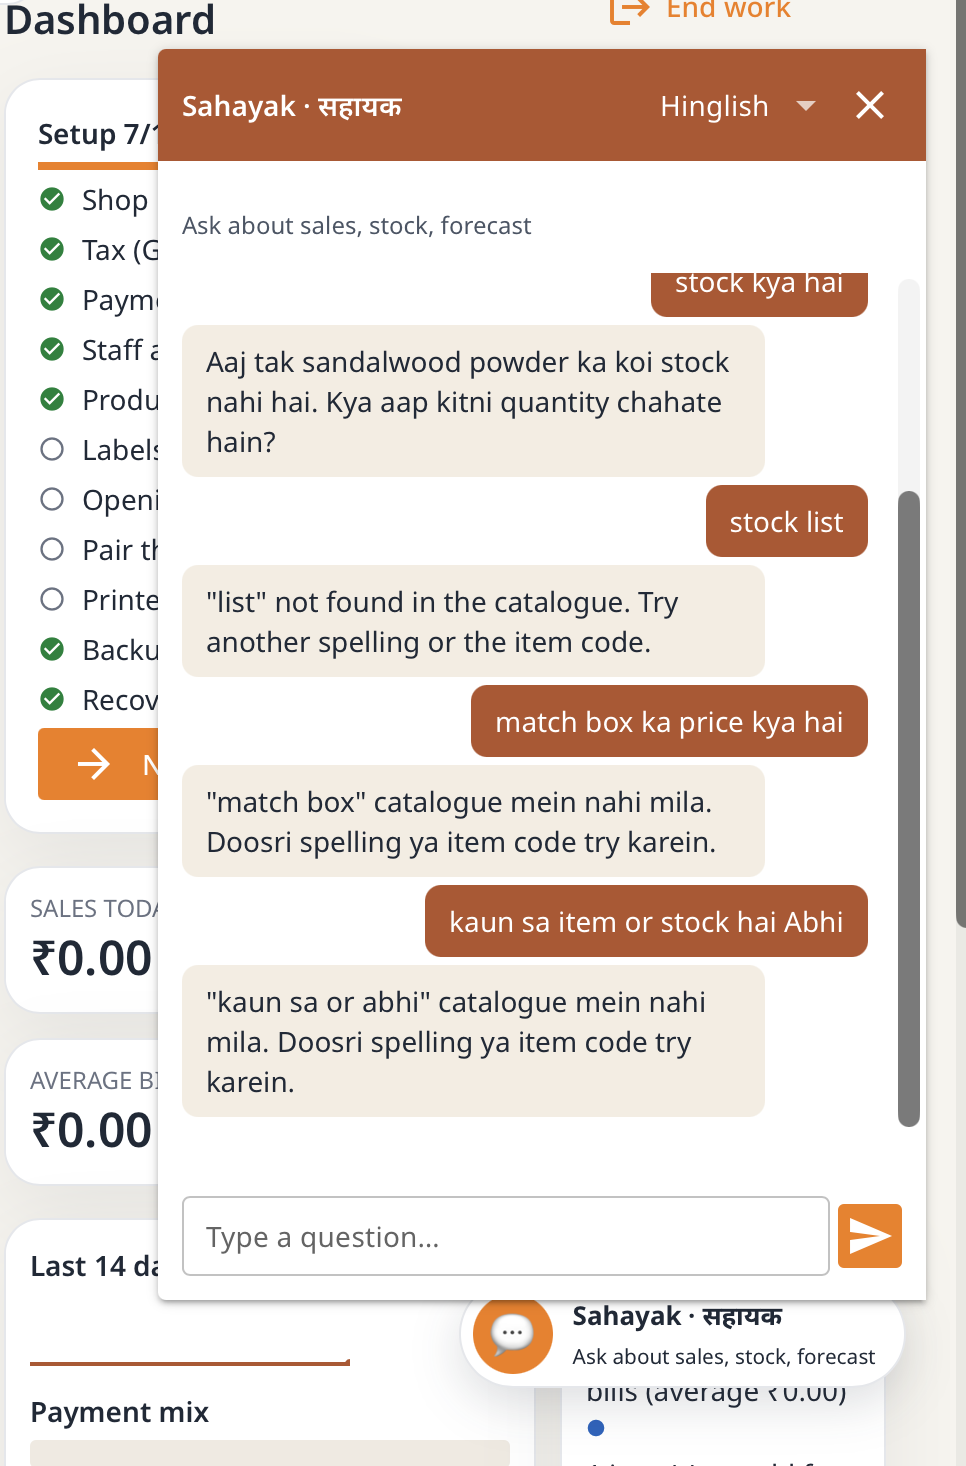 Dashboard
End work
Setup 7/1
Shop
Tax (G
Payme
Staff a
Produ
Labels
Openi
Pair th
Printe
Backu
Recov
N
SALES TODA
₹0.00
AVERAGE BI
₹0.00
Last 14 da
Payment mix
Sahayak · सहायक
Hinglish
Ask about sales, stock, forecast
stock kya hai
Aaj tak sandalwood powder ka koi stock
nahi hai. Kya aap kitni quantity chahate
hain?
stock list
"list" not found in the catalogue. Try
another spelling or the item code.
match box ka price kya hai
"match box" catalogue mein nahi mila.
Doosri spelling ya item code try karein.
kaun sa item or stock hai Abhi
"kaun sa or abhi" catalogue mein nahi
mila. Doosri spelling ya item code try
karein.
Type a question...
Sahayak · सहायक
Ask about sales, stock, forecast
bills (average ₹0.00)